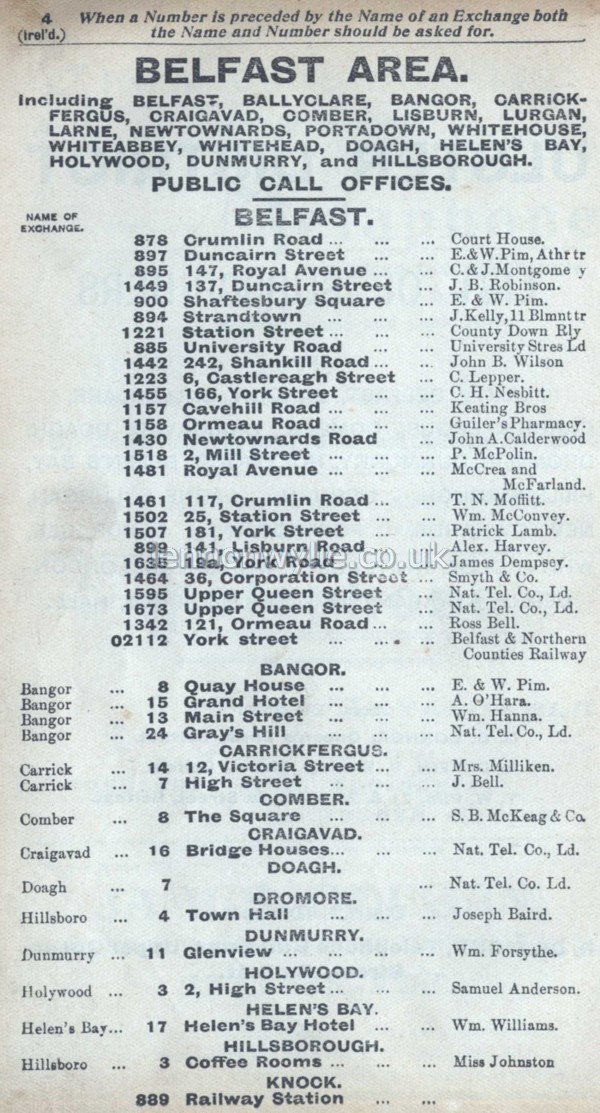 4 When a Number is preceded by the Name of an Exchange both
(Irel'd.) the Name and Number should be asked for.
BELFAST AREA.
Including BELFAST, BALLYCLARE, BANGOR, CARRICK-
FERGUS, CRAIGAVAD, COMBER, LISBURN, LURGAN,
LARNE, NEWTOWNARDS, PORTADOWN, WHITEHOUSE,
WHITEABBEY, WHITEHEAD, DOAGH, HELEN'S BAY,
HOLYWOOD, DUNMURRY, and HILLSBOROUGH.
PUBLIC CALL OFFICES.
NAME OF
EXCHANGE.
BELFAST.
878 Crumlin Road ... ... ... Court House.
897 Duncairn Street ... ... E.&W.Pim, Athrtr
895 147, Royal Avenue ... ... C.&J.Montgome y
1449 137, Duncairn Street ... J. B. Robinson.
900 Shaftesbury Square ... E. & W. Pim.
894 Strandtown ... ... ... J.Kelly,11 Blmnttr
1221 Station Street ... ... ... County Down Rly
885 University Road ... ... University Stres Ld
1442 242, Shankill Road ... ... John B. Wilson
1223 6, Castlereagh Street ... C. Lepper.
1455 166, York Street ... ... C. H. Nesbitt.
1157 Cavehill Road ... ... ... Keating Bros
1158 Ormeau Road ... ... ... Guiler's Pharmacy.
1430 Newtownards Road ... John A.Calderwood
1518 2, Mill Street ... ... ... P. McPolin.
1481 Royal Avenue ... ... ... McCrea and
McFarland.
1461 117, Crumlin Road ... ... T. N. Moffitt.
1502 25, Station Street ... ... Wm. McConvey.
1507 181, York Street ... ... Patrick Lamb.
899 141, Lisburn Road ... ... Alex. Harvey.
1635 19a, York Road ... ... James Dempsey.
1464 36, Corporation Street ... Smyth & Co.
1595 Upper Queen Street ... Nat. Tel. Co., Ld.
1673 Upper Queen Street ... Nat. Tel. Co., Ld.
1342 121, Ormeau Road ... ... Ross Bell.
02112 York street ... ... ... Belfast & Northern
Counties Railway
BANGOR.
Bangor ... 8 Quay House ... ... ... E. & W. Pim.
Bangor ... 15 Grand Hotel ... ... ... A. O'Hara.
Bangor ... 13 Main Street ... ... ... Wm. Hanna.
Bangor ... 24 Gray's Hill ... ... ... Nat. Tel. Co., Ld.
CARRICKFERGUS.
Carrick ... 14 12, Victoria Street ... ... Mrs. Milliken.
Carrick ... 7 High Street ... ... ... J. Bell.
COMBER.
Comber ... 8 The Square ... ... ... S. B. McKeag & Co.
CRAIGAVAD.
Craigavad ... 16 Bridge Houses... ... ... Nat. Tel. Co., Ld.
DOAGH.
Doagh ... 7 ... Nat. Tel. Co. Ld.
DROMORE.
Hillsboro ... 4 Town Hall ... ... ... Joseph Baird.
DUNMURRY.
Dunmurry ... 11 Glenview ... ... ... ... Wm. Forsythe.
HOLYWOOD.
Holywood ... 3 2, High Street ... ... ... Samuel Anderson.
HELEN'S BAY.
Helen's Bay... 17 Helen's Bay Hotel ... ... Wm. Williams.
HILLSBOROUGH.
Hillsboro ... 3 Coffee Rooms ... ... ... Miss Johnston
KNOCK.
889 Railway Station ... ...